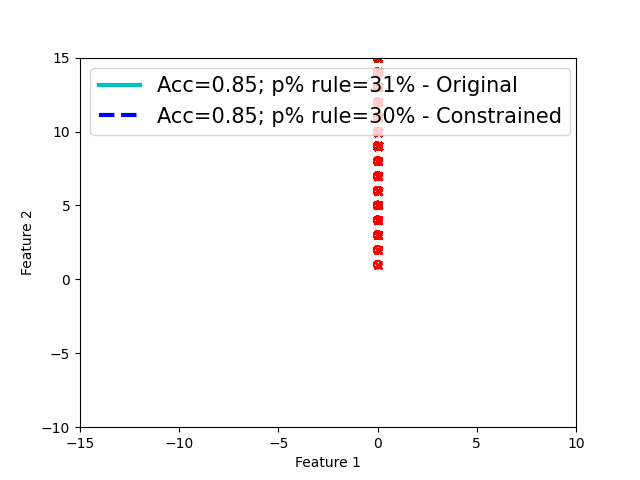 15
Acc=0.85; p% rule=31% - Original
Acc=0.85; p% rule=30% - Constrained
10
5
0
−5
−10
Feature 2
−15 −10 −5 0 5 10
Feature 1